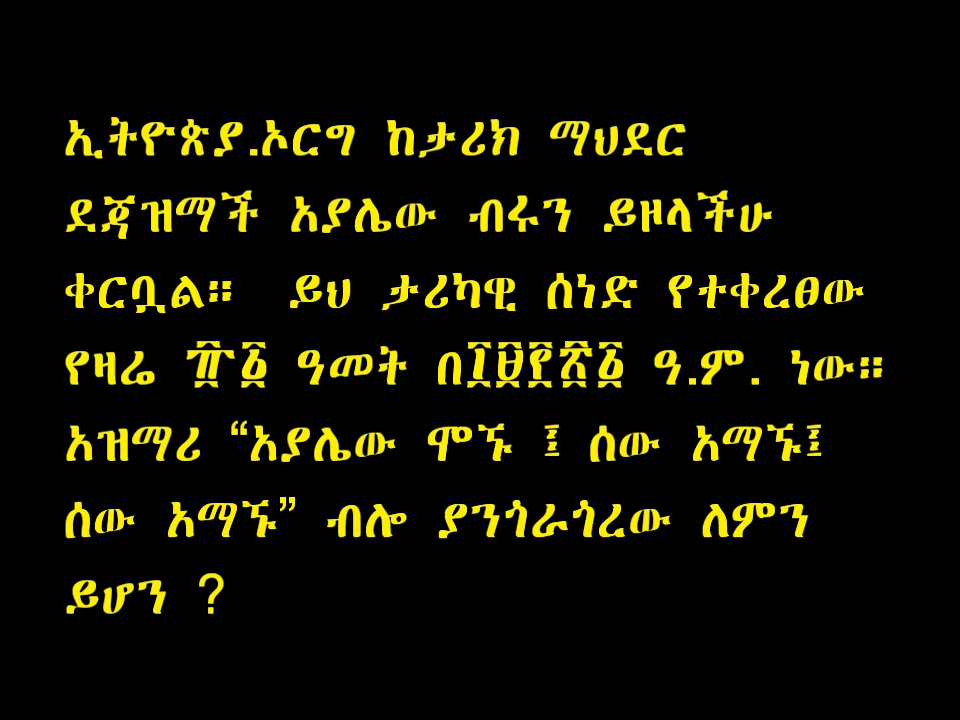 ኢትዮጵያ.ኦርግ ከታሪክ ማህደር
ደጃዝማች አያሌው ብሩን ይዞላችሁ
ቀርቧል። ይህ ታሪካዊ ሰነድ የተቀረፀው
የዛሬ ፹፩ ዓመት በ፲፱፻፳፩ ዓ.ም. ነው።
አዝማሪ “አያሌው ሞኙ ፤ ሰው አማኙ፤
ሰው አማኙ” ብሎ ያንጎራጎረው ለምን
ይሆን ?